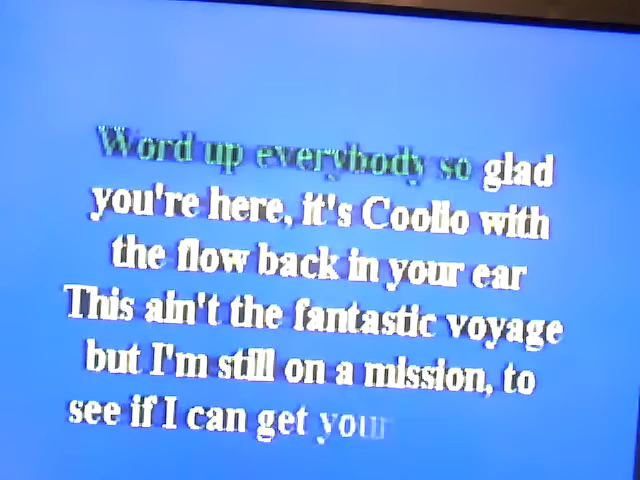 Word up everybody so glad
you're here, it's Coollo with
the flow back in your ear
This ain't the fantastic voyage
but I'm still on a mission, to
see if I can get your